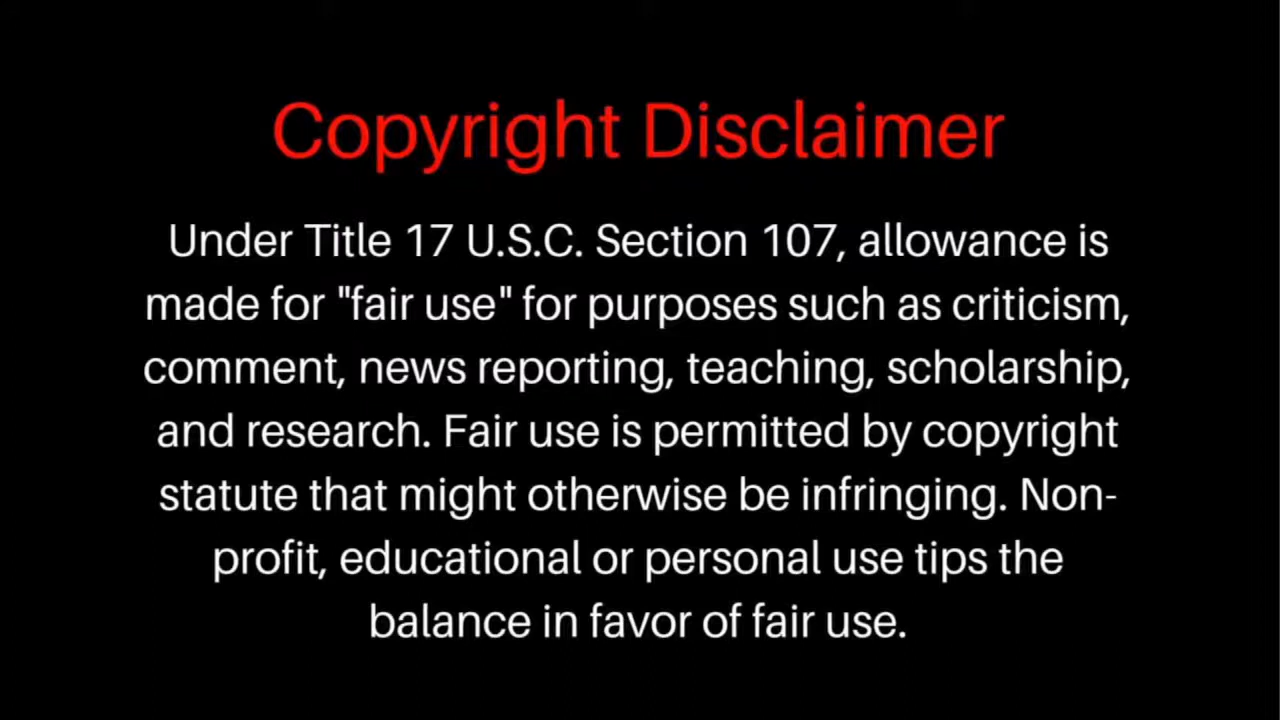 Copyright Disclaimer
Under Title 17 U.S.C. Section 107, allowance is
made for "fair use" for purposes such as criticism,
comment, news reporting, teaching, scholarship,
and research. Fair use is permitted by copyright
statute that might otherwise be infringing. Non-
profit, educational or personal use tips the
balance in favor of fair use.